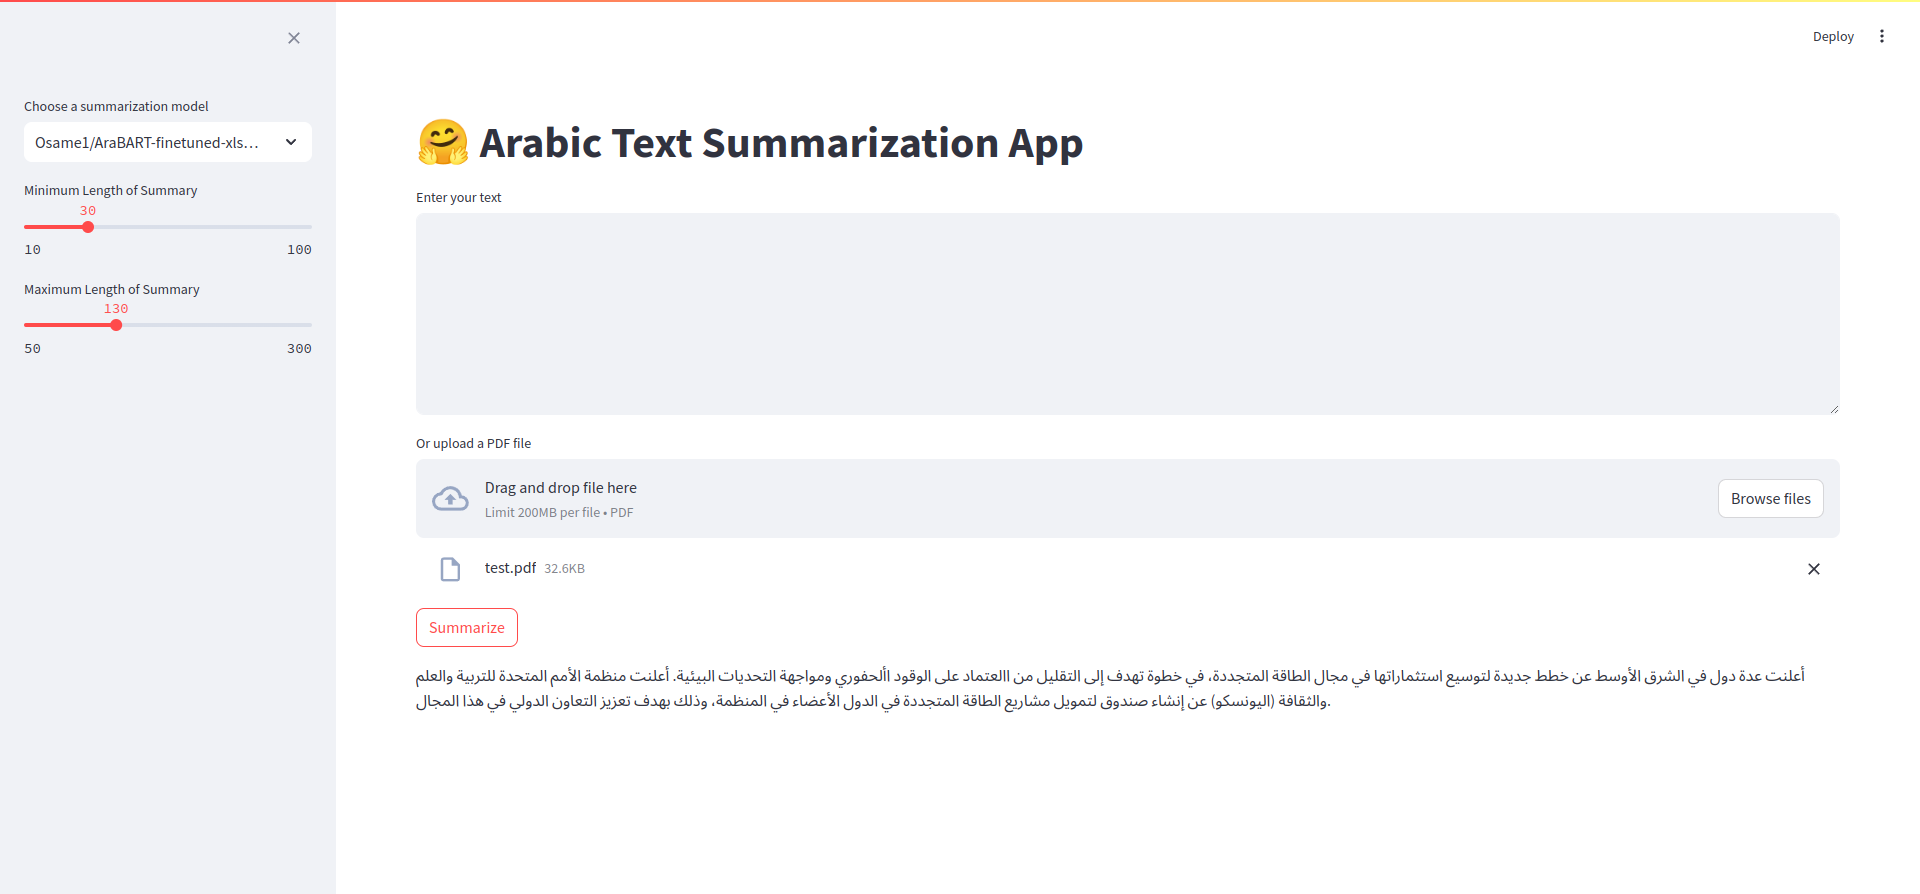 Deploy
Choose a summarization model
Osame1/AraBART-finetuned-xls...
Minimum Length of Summary
30
10 100
Maximum Length of Summary
130
50 300
🤗 Arabic Text Summarization App
Enter your text
Or upload a PDF file
Drag and drop file here
Limit 200MB per file • PDF
Browse files
test.pdf 32.6KB
Summarize
أعلنت عدة دول في الشرق الأوسط عن خطط جديدة لتوسيع استثماراتها في مجال الطاقة المتجددة، في خطوة تهدف إلى التقليل من االعتماد على الوقود األحفوري ومواجهة التحديات البيئية. أعلنت منظمة الأمم المتحدة للتربية والعلم
والثقافة (اليونسكو) عن إنشاء صندوق لتمويل مشاريع الطاقة المتجددة في الدول الأعضاء في المنظمة، وذلك بهدف تعزيز التعاون الدولي في هذا المجال.